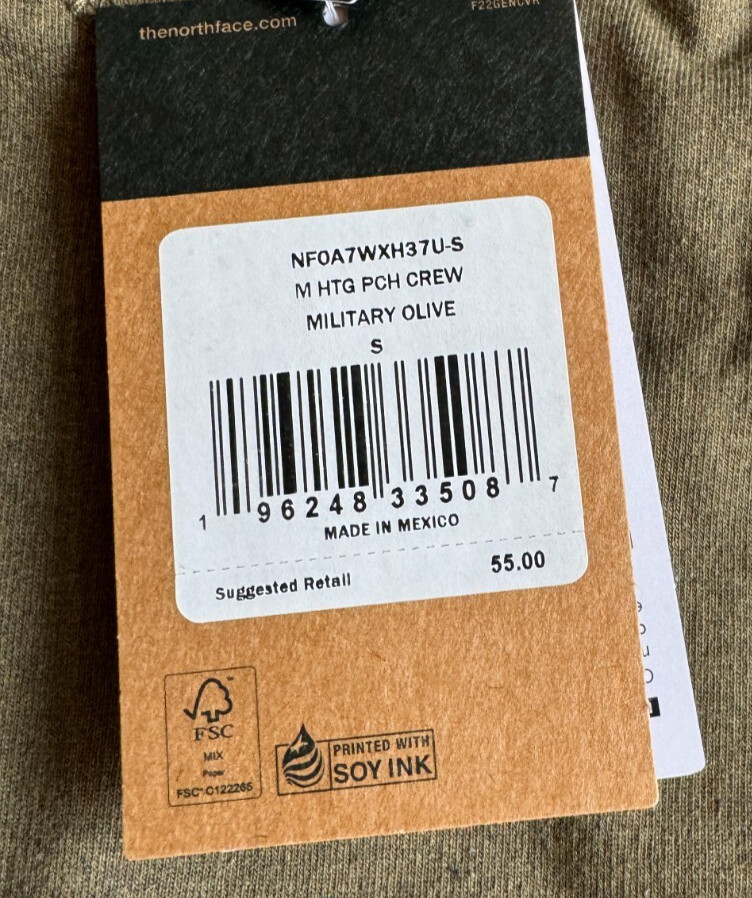 thenorthface.com
F22GENCVR
NF0A7WXH37U-S
M HTG PCH CREW
MILITARY OLIVE
S
1 96248 33508 7
MADE IN MEXICO
Suggested Retail 55.00
FSC
MIX
Paper
FSC® C122265
PRINTED WITH
SOY INK